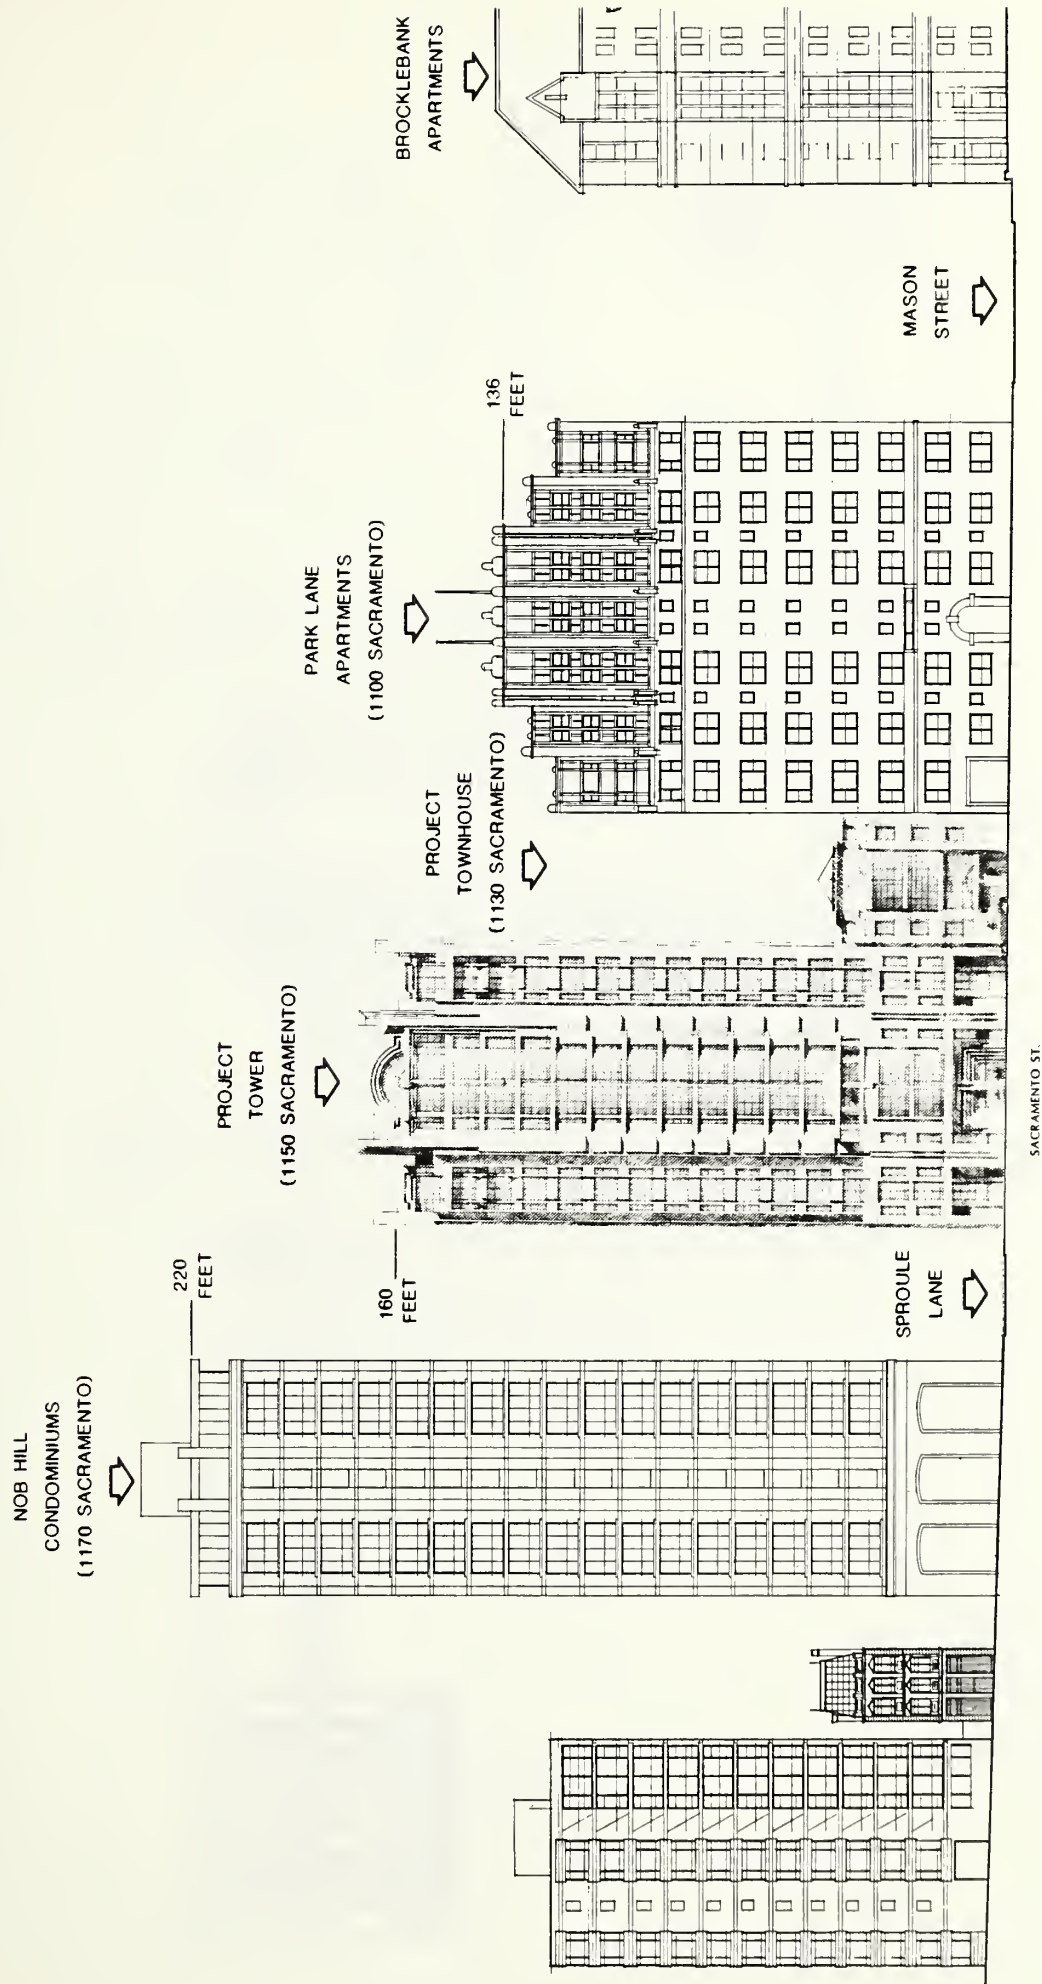 NOB HILL
CONDOMINIUMS
(1170 SACRAMENTO)
220
FEET
PROJECT
TOWER
(1150 SACRAMENTO)
160
FEET
SPROULE
LANE
PROJECT
TOWNHOUSE
(1130 SACRAMENTO)
PARK LANE
APARTMENTS
(1100 SACRAMENTO)
136
FEET
MASON
STREET
BROCKLEBANK
APARTMENTS
SACRAMENTO ST.